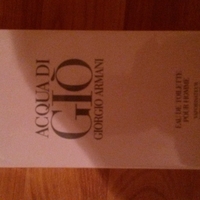 ACQUA DI
GIÒ
GIORGIO ARMANI
EAU DE TOILETTE
POUR HOMME